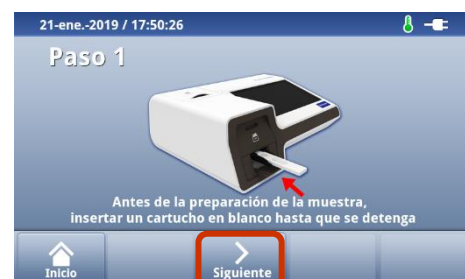 21-ene.-2019 / 17:50:26
Paso 1
Antes de la preparación de la muestra,
insertar un cartucho en blanco hasta que se detenga
Inicio
Siguiente